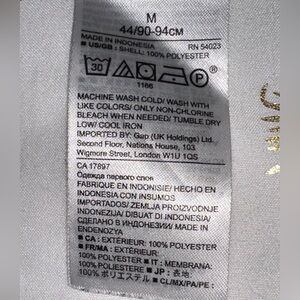 M
44/90-94см
MADE IN INDONESIA RN 54023
■ US/GB : SHELL: 100% POLYESTER
30 P
1166
MACHINE WASH COLD/ WASH WITH
LIKE COLORS/ ONLY NON-CHLORINE
BLEACH WHEN NEEDED/ TUMBLE DRY
LOW/ COOL IRON
IMPORTED BY: Gap (UK Holdings) Ltd.
Second Floor, Nations House, 103
Wigmore Street, London W1U 1QS
CA 17897
Одежда первого слоя
FABRIQUE EN INDONISIE/ HECHO EN
INDONESIA CON INSUMOS
IMPORTADOS/ ZEMLJA PROIZVODNJE
INDONEZIJA/ DIBUAT DI INDONESIA/
СДЕЛАНО В ИНДОНЕЗИИ/ MADE IN
ENDONEZYA
■ CA : EXTÉRIEUR: 100% POLYESTER
■ FR/MA : EXTÉRIEUR: 100%
POLYESTER ■ IT : MEMBRANA:
100% POLIESTERE ■ JP : 表地:
100% ポリエステル ■ CL/MX/PA/PE :